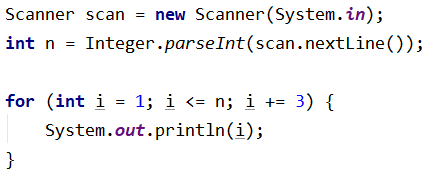 Scanner scan = new Scanner(System.in);
int n = Integer.parseInt(scan.nextLine());

for (int i = 1; i <= n; i += 3) {
    System.out.println(i);
}